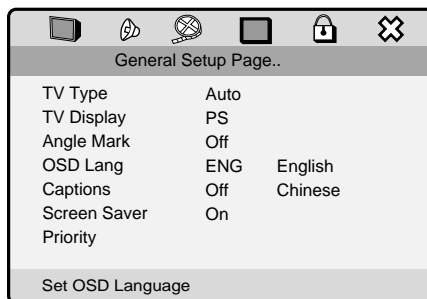 General Setup Page..
TV Type Auto
TV Display PS
Angle Mark Off
OSD Lang ENG English
Captions Off Chinese
Screen Saver On
Priority
Set OSD Language